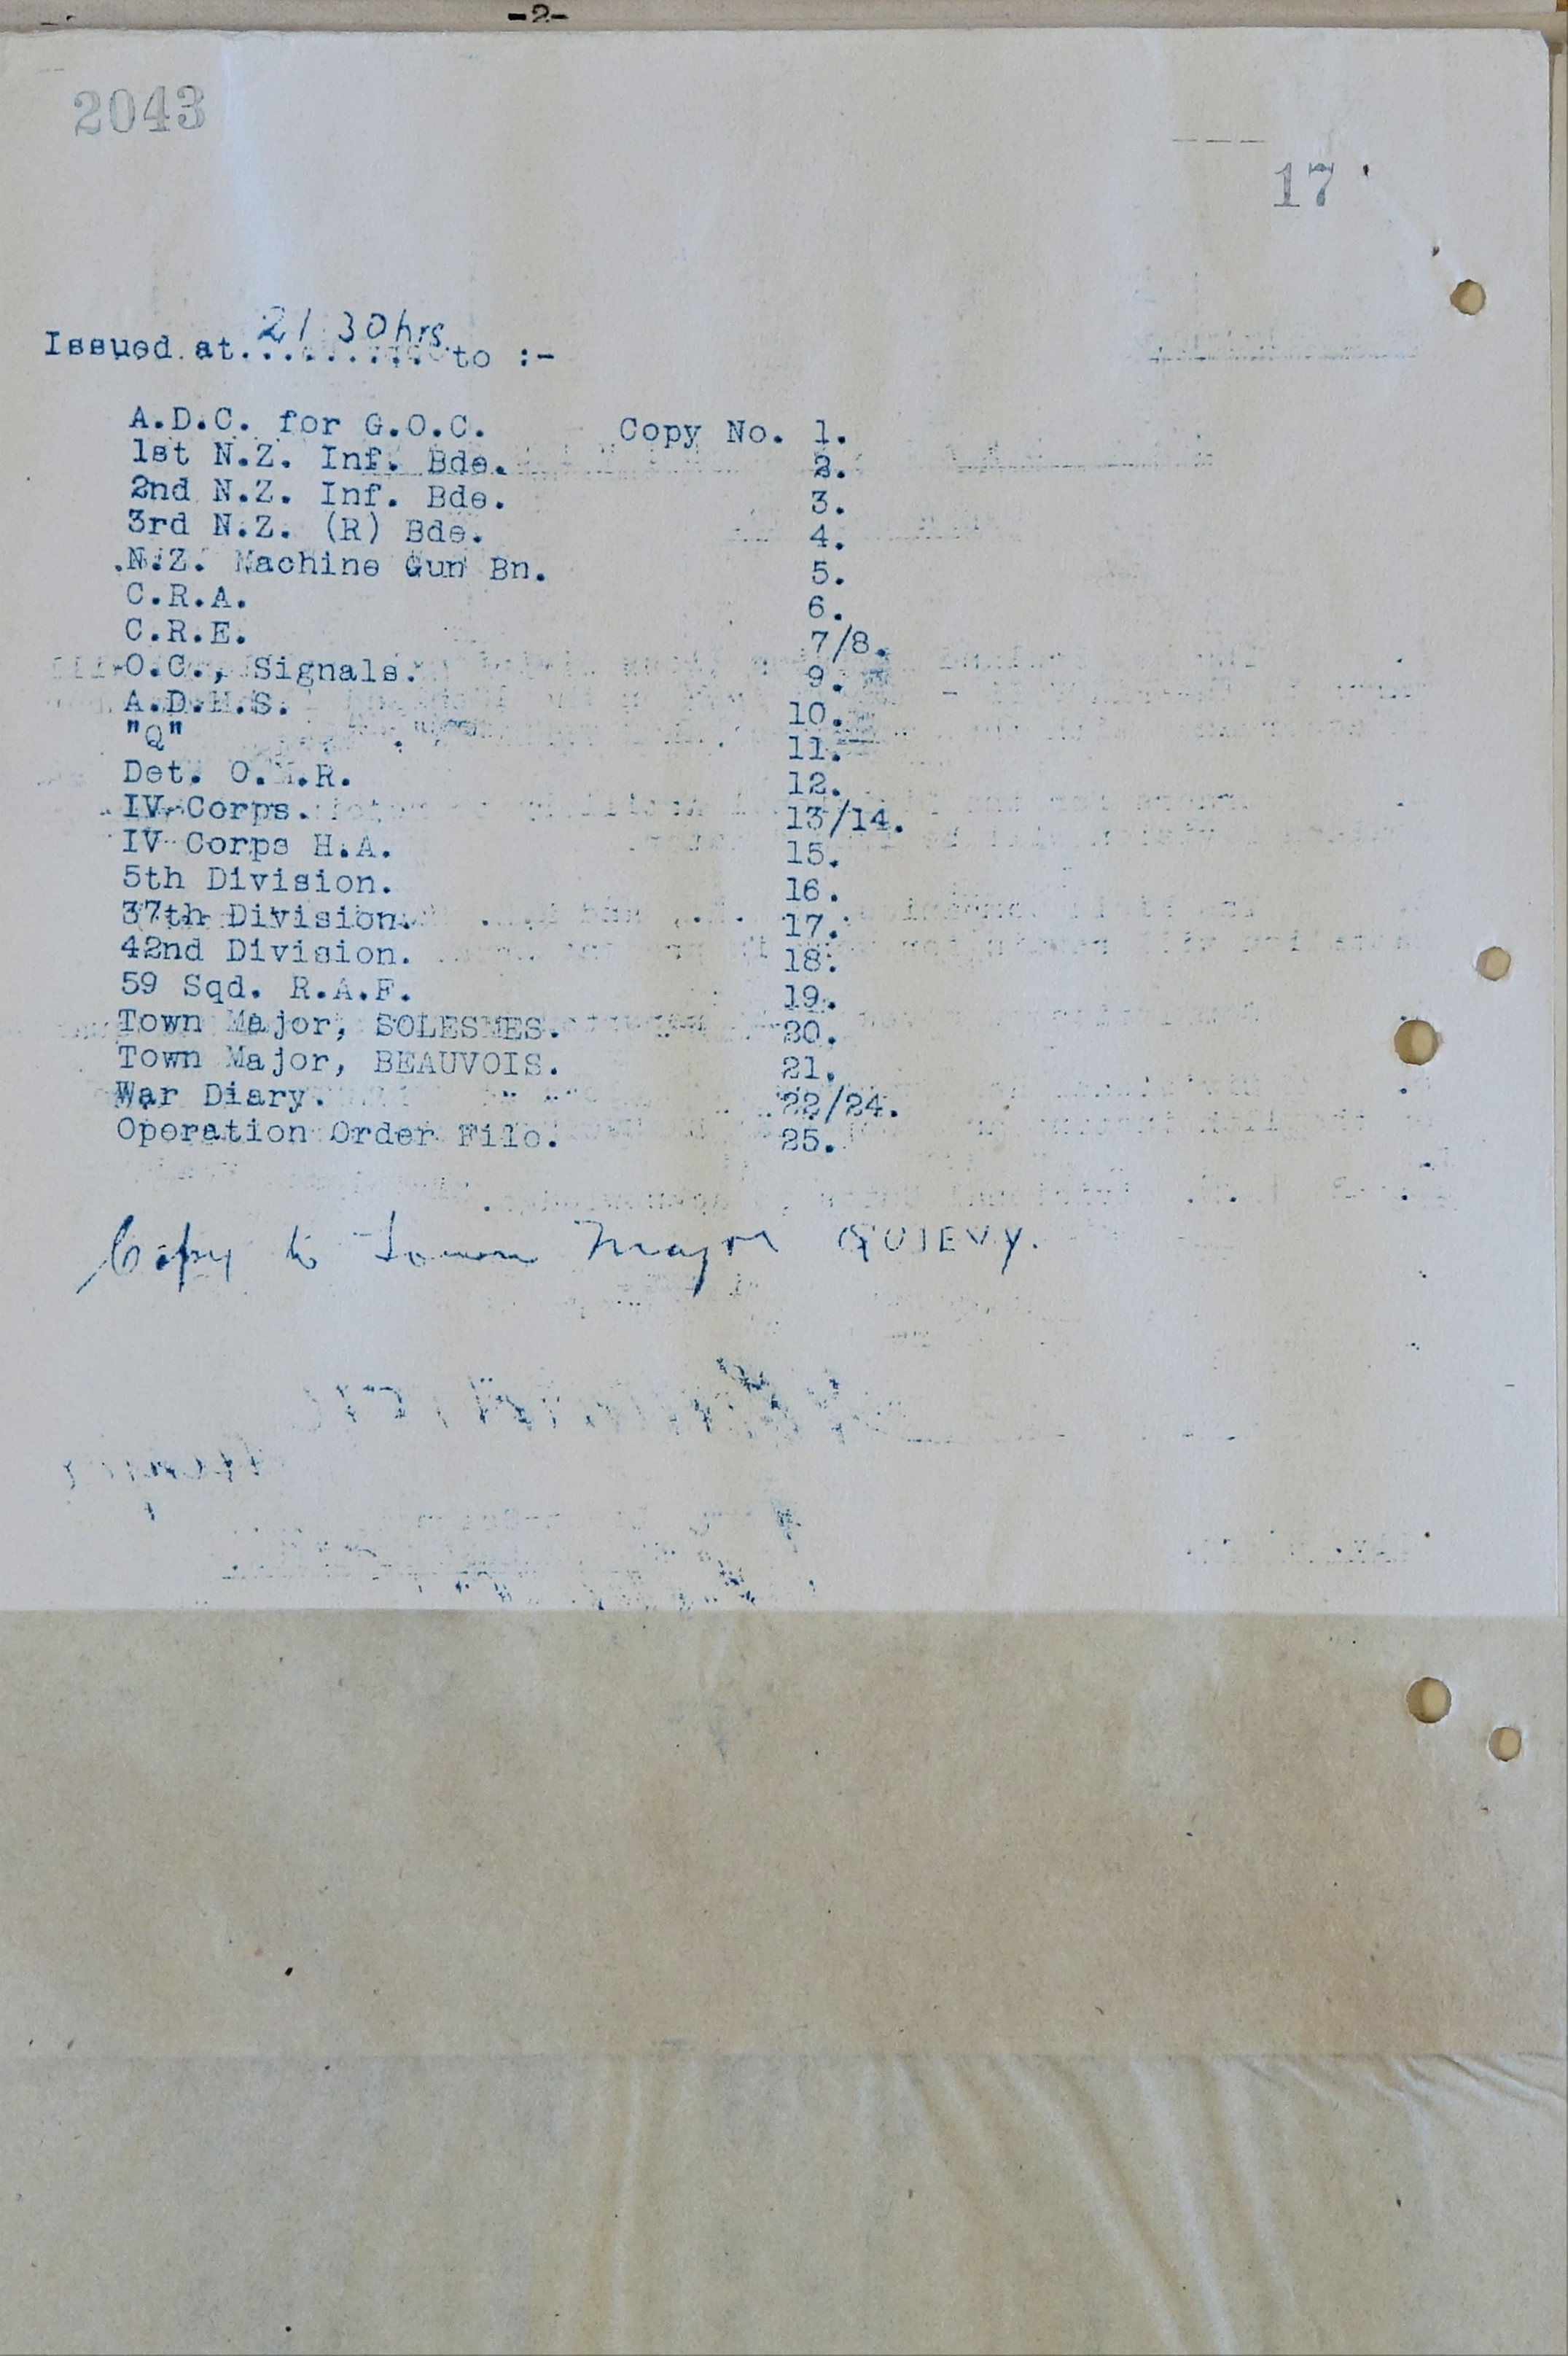 -2-
2043
17
Issued at 21 30 hrs to :-
A.D.C. for G.O.C. Copy No. 1.
1st N.Z. Inf. Bde. 2.
2nd N.Z. Inf. Bde. 3.
3rd N.Z. (R) Bde. 4.
N.Z. Machine Gun Bn. 5.
C.R.A. 6.
C.R.E. 7/8.
O.C., Signals. 9.
A.D.M.S. 10.
"Q" 11.
Det. O.M.R. 12.
IV Corps. 13/14.
IV Corps H.A. 15.
5th Division. 16.
37th Division. 17.
42nd Division. 18.
59 Sqd. R.A.F. 19.
Town Major, SOLESMES. 20.
Town Major, BEAUVOIS. 21.
War Diary. 22/24.
Operation Order File. 25.
Copy to Town Major QUIEVY.